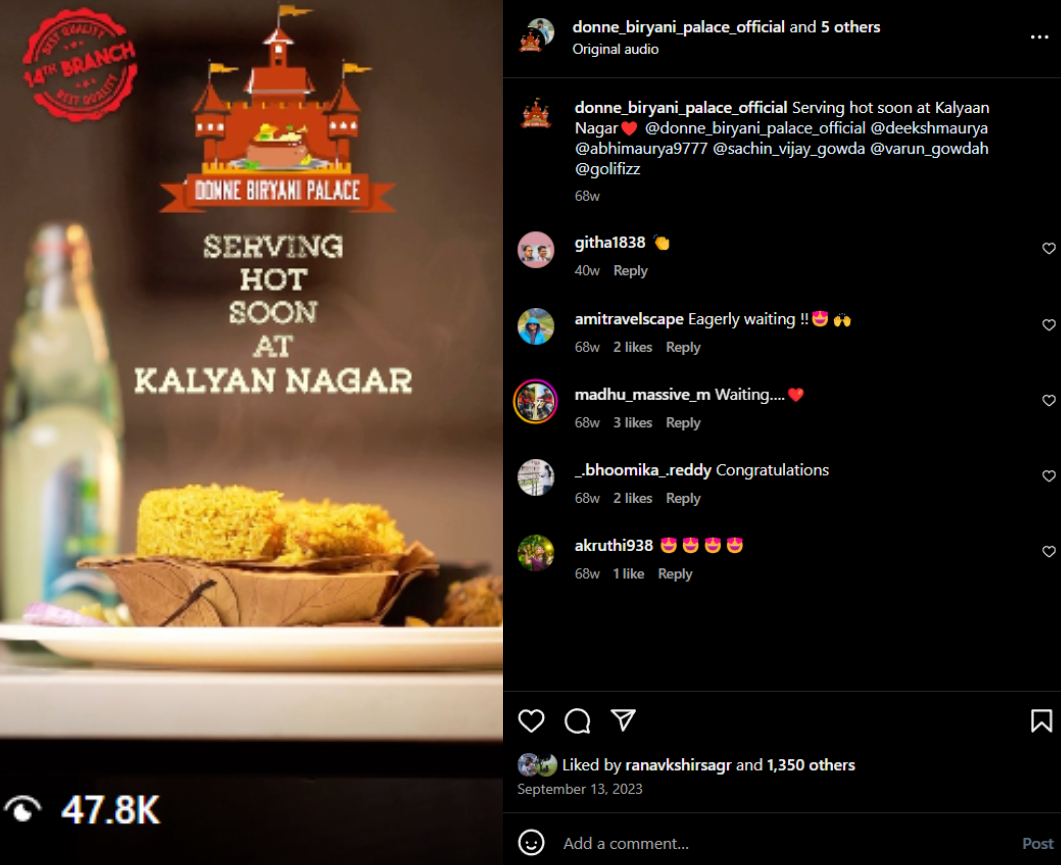 BEST QUALITY
14TH BRANCH
BEST QUALITY
DONNE BIRYANI PALACE
SERVING
HOT
SOON
AT
KALYAN NAGAR
47.8K
donne_biryani_palace_official and 5 others
Original audio
donne_biryani_palace_official Serving hot soon at Kalyaan
Nagar❤️ @donne_biryani_palace_official @deekshmaurya
@abhimaurya9777 @sachin_vijay_gowda @varun_gowdah
@golifizz
68w
githa1838 👏
40w Reply
amitravelscape Eagerly waiting !!😍🙌
68w 2 likes Reply
madhu_massive_m Waiting....❤️
68w 3 likes Reply
_.bhoomika_.reddy Congratulations
68w 2 likes Reply
akruthi938 😍😍😍😍
68w 1 like Reply
Liked by ranavkshirsagr and 1,350 others
September 13, 2023
Add a comment...
Post